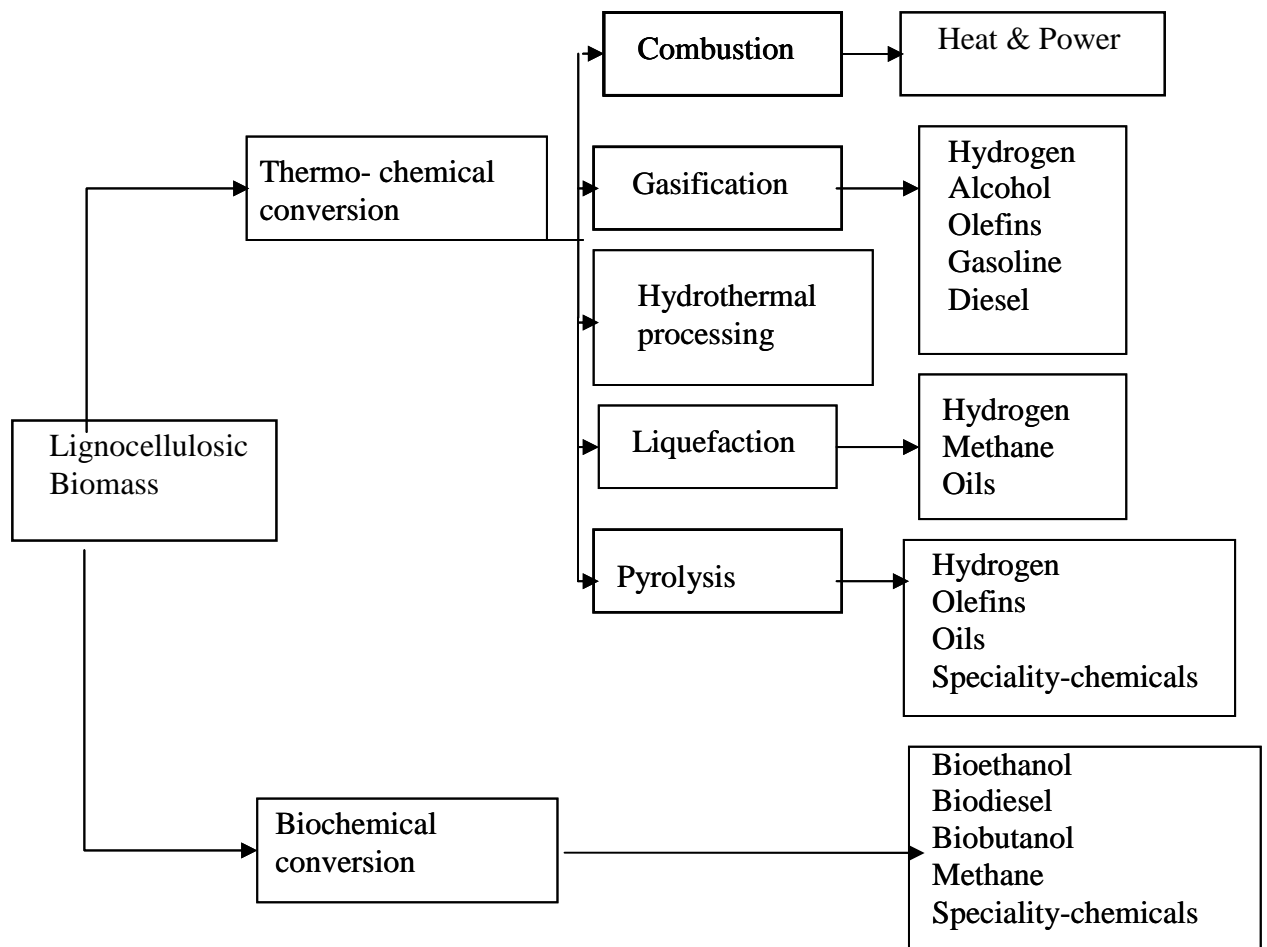 Combustion
Heat & Power
Thermo- chemical
conversion
Gasification
Hydrogen
Alcohol
Olefins
Gasoline
Diesel
Hydrothermal
processing
Lignocellulosic
Biomass
Liquefaction
Hydrogen
Methane
Oils
Pyrolysis
Hydrogen
Olefins
Oils
Speciality-chemicals
Biochemical
conversion
Bioethanol
Biodiesel
Biobutanol
Methane
Speciality-chemicals